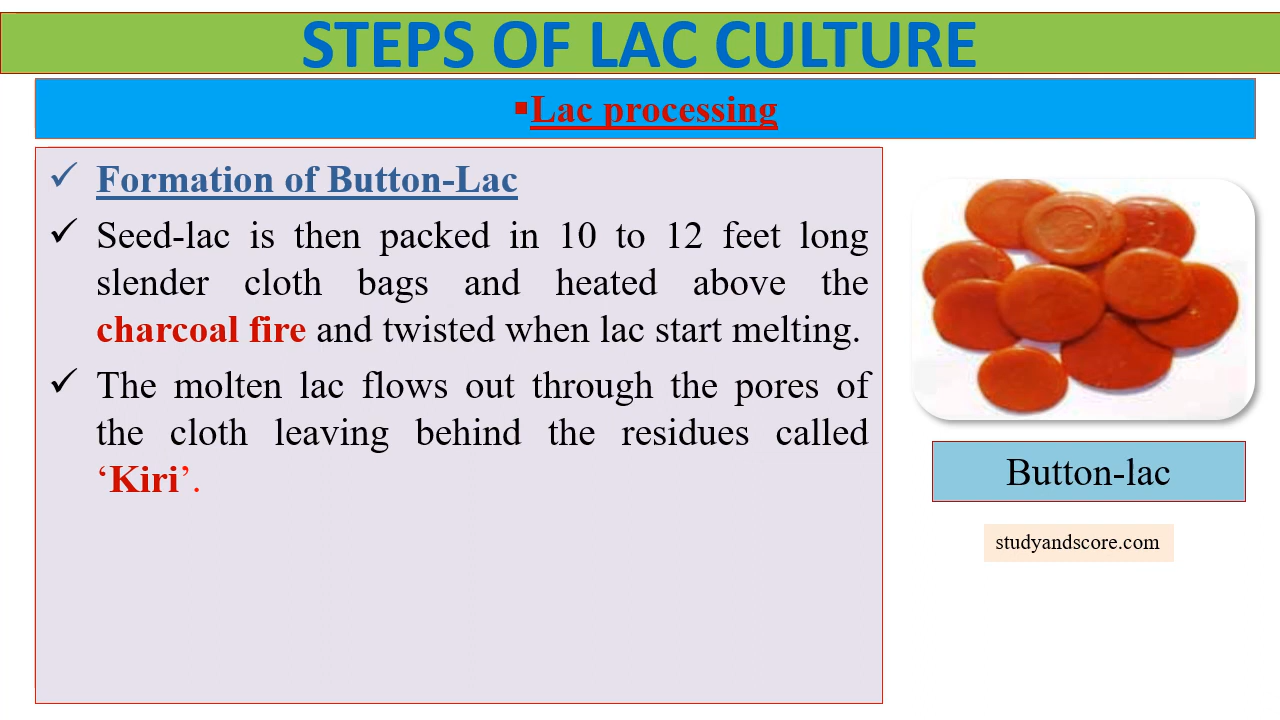 STEPS OF LAC CULTURE
▪Lac processing
✓ Formation of Button-Lac
✓ Seed-lac is then packed in 10 to 12 feet long
slender cloth bags and heated above the
charcoal fire and twisted when lac start melting.
✓ The molten lac flows out through the pores of
the cloth leaving behind the residues called
‘Kiri’.
Button-lac
studyandscore.com